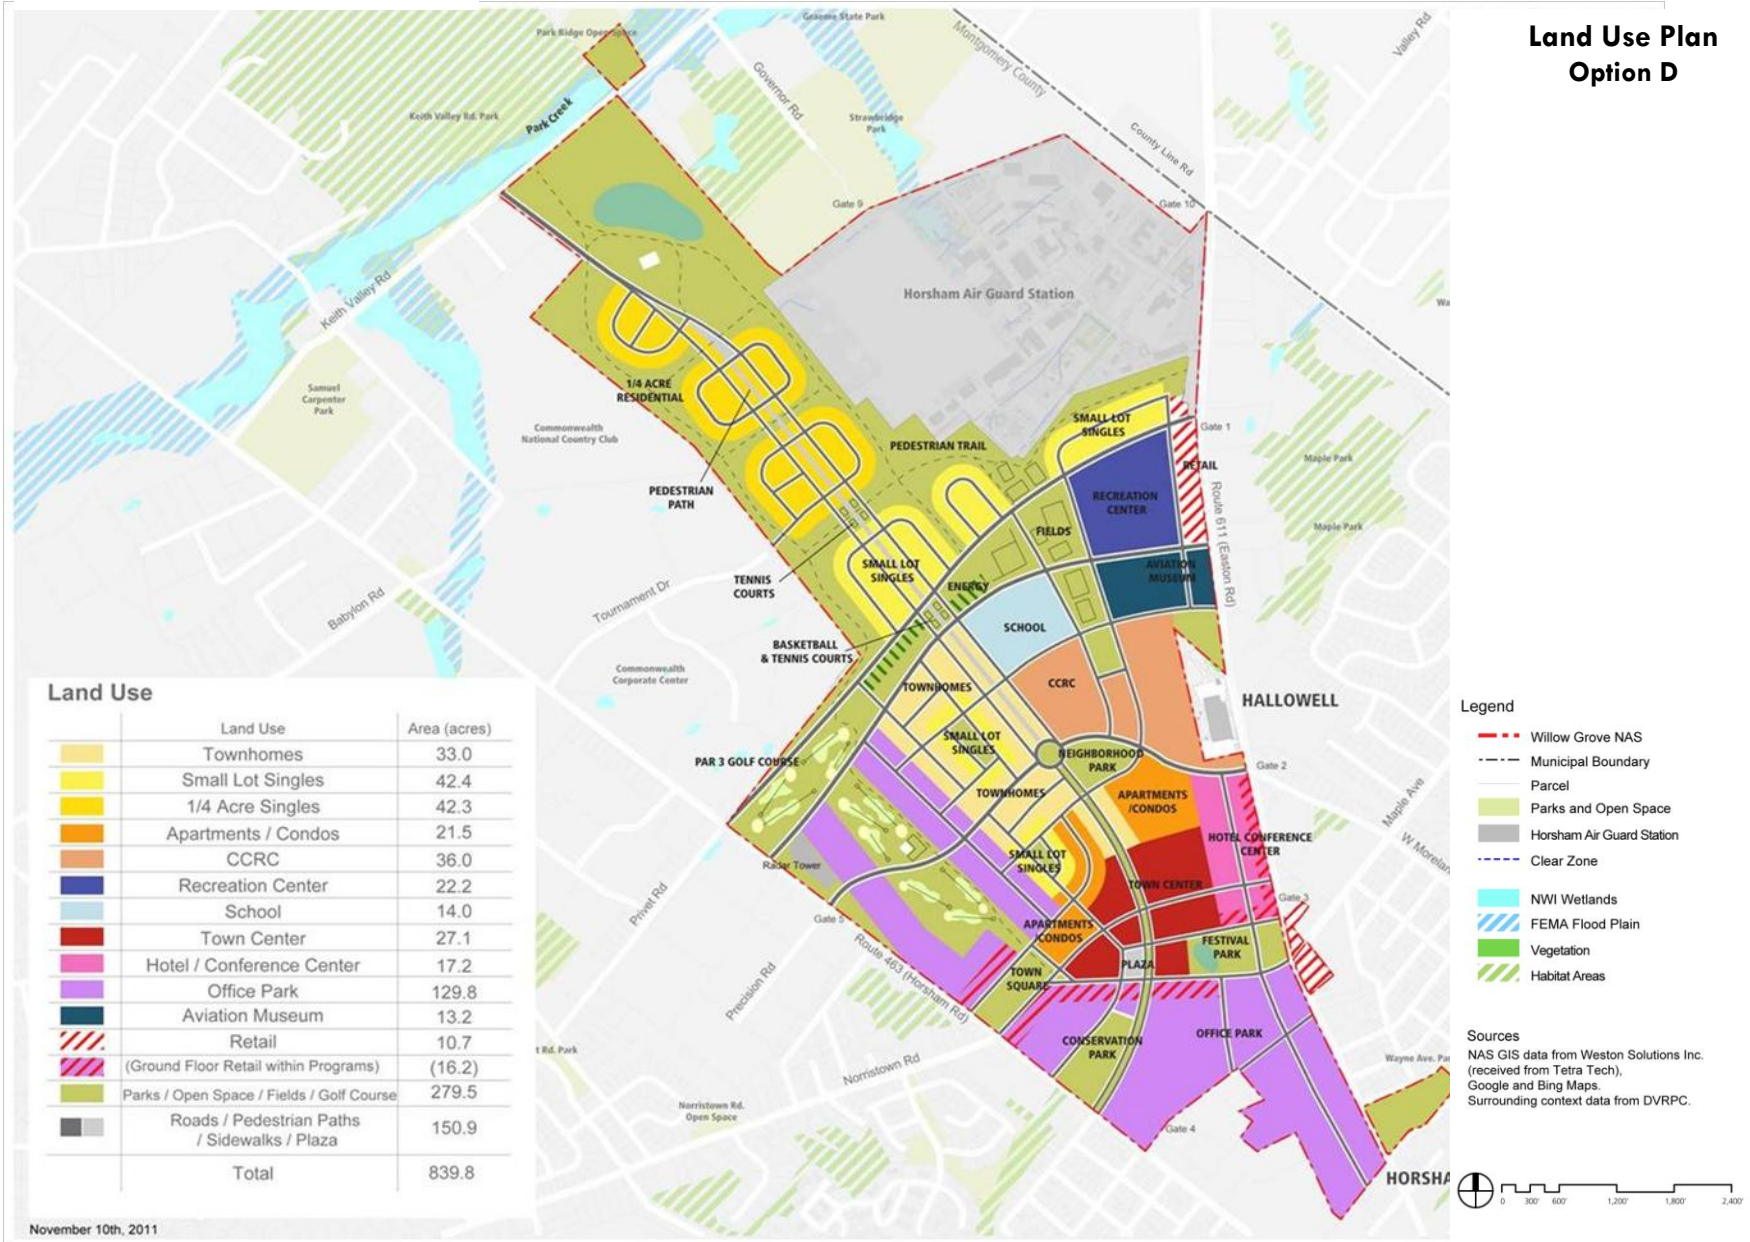 Land Use Plan
Option D
Graeme State Park
Park Ridge Open Space
Montgomery County
Valley Rd
Governor Rd
Keith Valley Rd. Park
Park Creek
Strawbridge
Park
County Line Rd
Gate 9
Gate 10
Horsham Air Guard Station
Keith Valley Rd
Samuel
Carpenter
Park
1/4 ACRE
RESIDENTIAL
Commonwealth
National Country Club
PEDESTRIAN TRAIL
SMALL LOT
SINGLES
Gate 1
RETAIL
Maple Park
PEDESTRIAN
PATH
RECREATION
CENTER
Route 611 (Easton Rd)
Maple Park
FIELDS
SMALL LOT
SINGLES
AVIATION
MUSEUM
TENNIS
COURTS
ENERGY
Babylon Rd
Tournament Dr
SCHOOL
BASKETBALL
& TENNIS COURTS
Commonwealth
Corporate Center
TOWNHOMES
CCRC
HALLOWELL
SMALL LOT
SINGLES
NEIGHBORHOOD
PARK
PAR 3 GOLF COURSE
Gate 2
TOWNHOMES
APARTMENTS
/CONDOS
Maple Ave
HOTEL CONFERENCE
CENTER
Radar Tower
SMALL LOT
SINGLES
TOWN CENTER
Privet Rd
Gate 5
Gate 3
APARTMENTS
/CONDOS
FESTIVAL
PARK
Route 463 (Horsham Rd)
PLAZA
TOWN
SQUARE
Precision Rd
OFFICE PARK
CONSERVATION
PARK
t Rd. Park
Norristown Rd
Wayne Ave. Par
Norristown Rd.
Open Space
Gate 4
HORSHA
W Morelan
Wa
Land Use
Land Use Area (acres)
Townhomes 33.0
Small Lot Singles 42.4
1/4 Acre Singles 42.3
Apartments / Condos 21.5
CCRC 36.0
Recreation Center 22.2
School 14.0
Town Center 27.1
Hotel / Conference Center 17.2
Office Park 129.8
Aviation Museum 13.2
Retail 10.7
(Ground Floor Retail within Programs) (16.2)
Parks / Open Space / Fields / Golf Course 279.5
Roads / Pedestrian Paths
/ Sidewalks / Plaza 150.9
Total 839.8
November 10th, 2011
Legend
Willow Grove NAS
Municipal Boundary
Parcel
Parks and Open Space
Horsham Air Guard Station
Clear Zone
NWI Wetlands
FEMA Flood Plain
Vegetation
Habitat Areas
Sources
NAS GIS data from Weston Solutions Inc.
(received from Tetra Tech),
Google and Bing Maps.
Surrounding context data from DVRPC.
0 300' 600' 1,200' 1,800' 2,400'